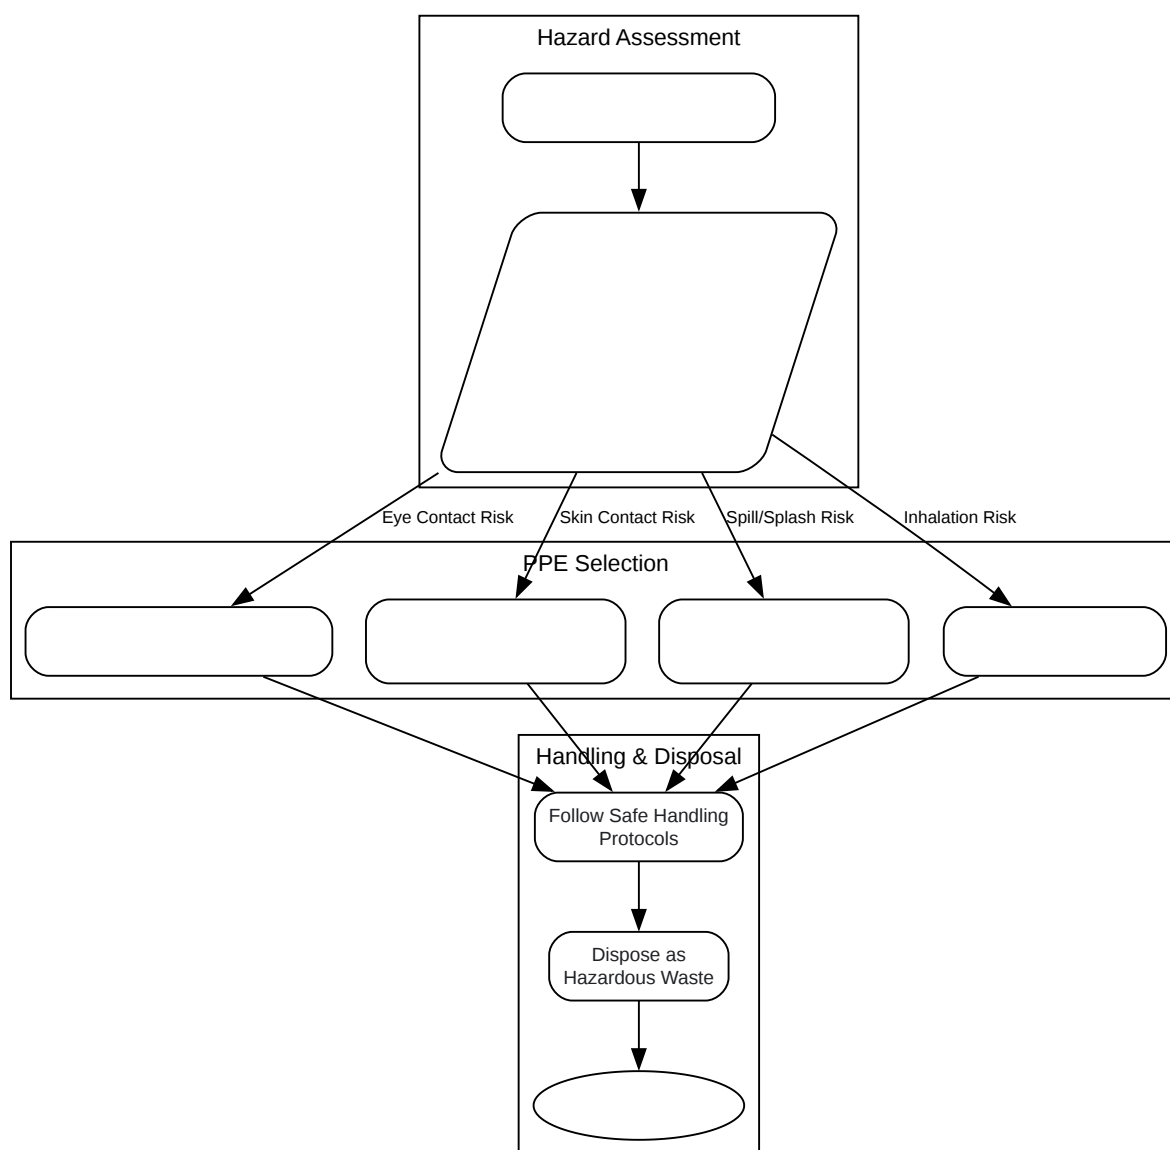 Hazard Assessment
Eye Contact Risk
Skin Contact Risk
Spill/Splash Risk
Inhalation Risk
PPE Selection
Handling & Disposal
Follow Safe Handling
Protocols
Dispose as
Hazardous Waste